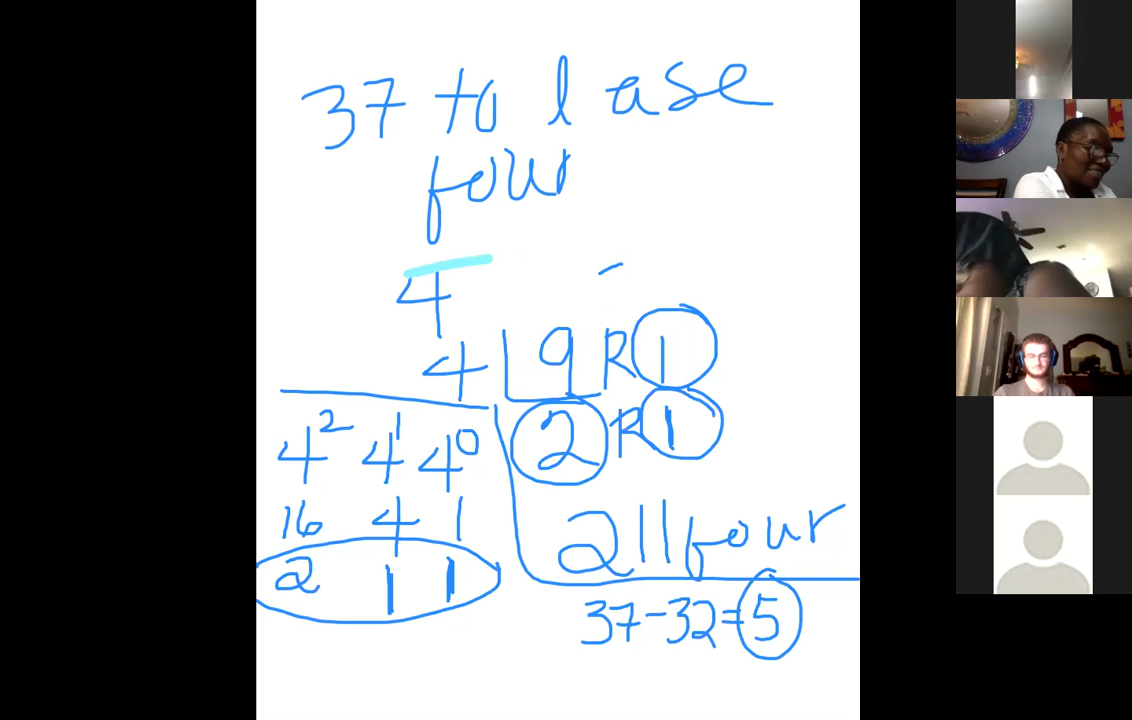 37 to base
four
4
4 9 R 1
2 R 1
4² 4¹ 4⁰
16 4 1
2 1 1
211four
37-32=5